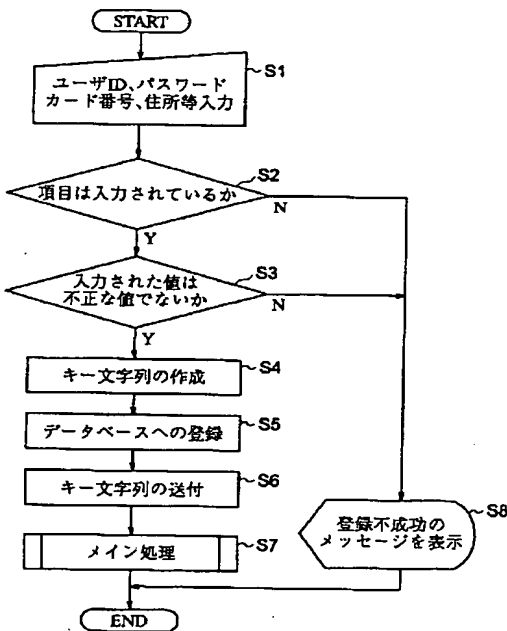 START
S1
ユーザID、パスワード
カード番号、住所等入力
S2
項目は入力されているか
N
Y
S3
入力された値は
不正な値でないか
N
Y
キー文字列の作成
S4
データベースへの登録
S5
キー文字列の送付
S6
メイン処理
S7
登録不成功の
メッセージを表示
S8
END